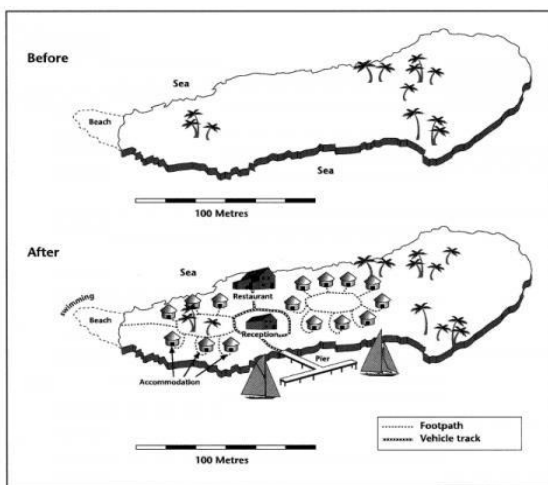 Before
Sea
Beach
Sea
100 Metres
After
Sea
swimming
Restaurant
Beach
Reception
Pier
Accommodation
Footpath
Vehicle track
100 Metres